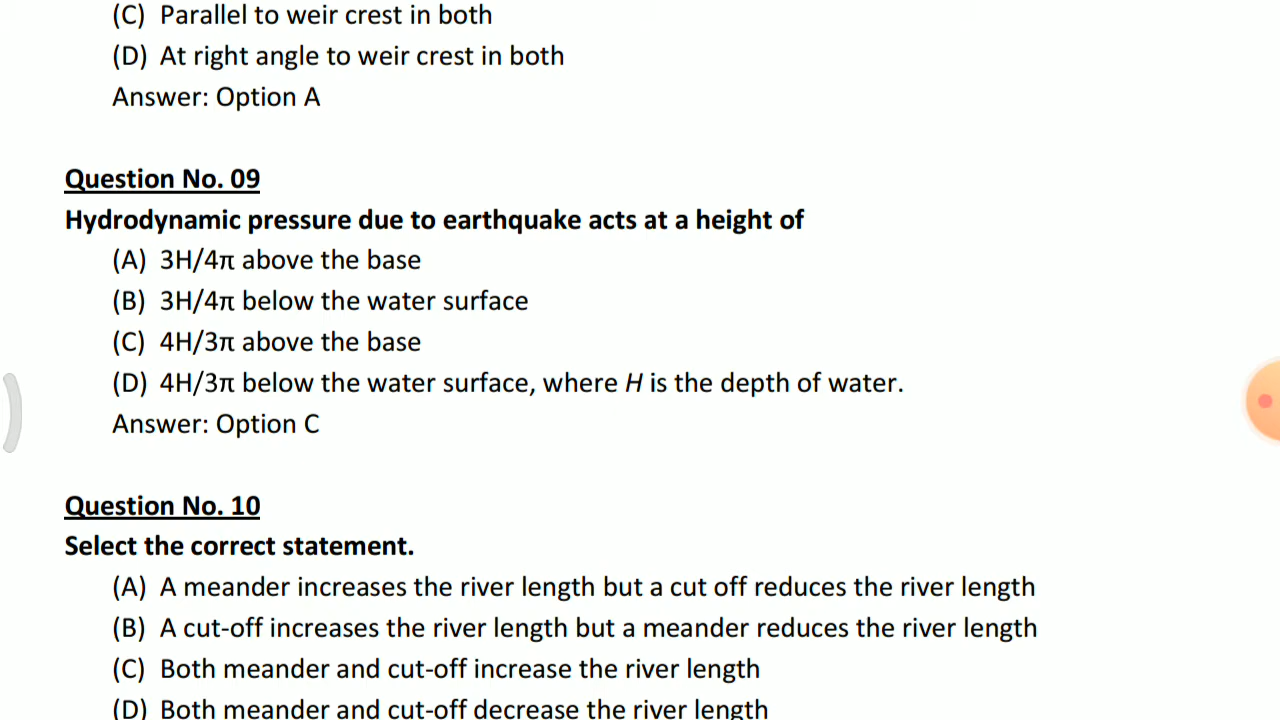 (C) Parallel to weir crest in both
(D) At right angle to weir crest in both
Answer: Option A
Question No. 09
Hydrodynamic pressure due to earthquake acts at a height of
(A) 3H/4π above the base
(B) 3H/4π below the water surface
(C) 4H/3π above the base
(D) 4H/3π below the water surface, where H is the depth of water.
Answer: Option C
Question No. 10
Select the correct statement.
(A) A meander increases the river length but a cut off reduces the river length
(B) A cut-off increases the river length but a meander reduces the river length
(C) Both meander and cut-off increase the river length
(D) Both meander and cut-off decrease the river length